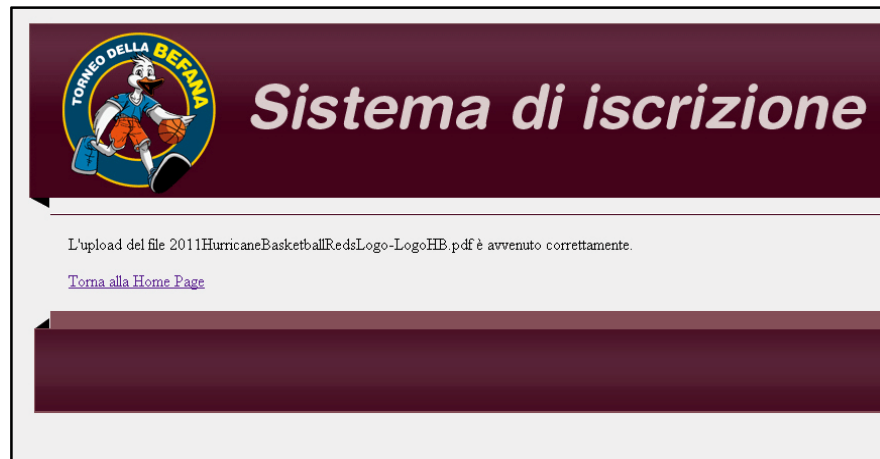 TORNEO DELLA BEFANA
Sistema di iscrizione
L'upload del file 2011HurricaneBasketballRedsLogo-LogoHB.pdf è avvenuto correttamente.
Torna alla Home Page